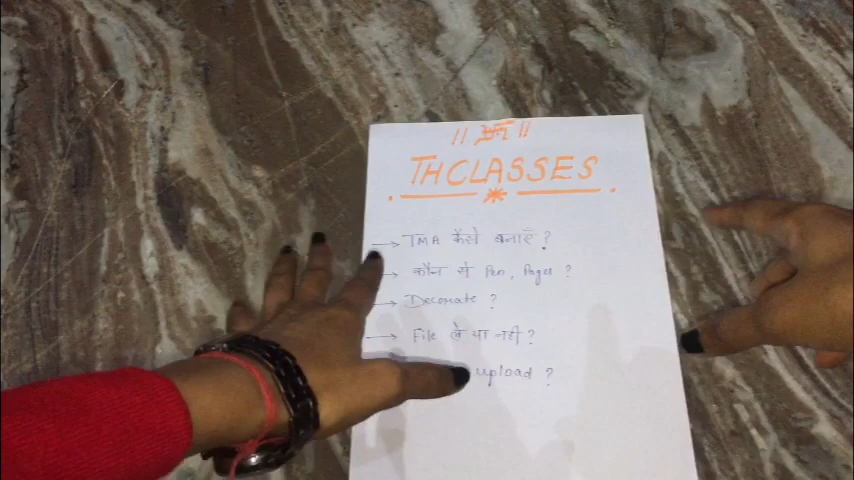 THCLASSES
→ TMA कैसे बनाएँ ?
→ कौन से Pen, Pages ?
→ Decorate ?
→ File ले या नहीं ?
upload ?